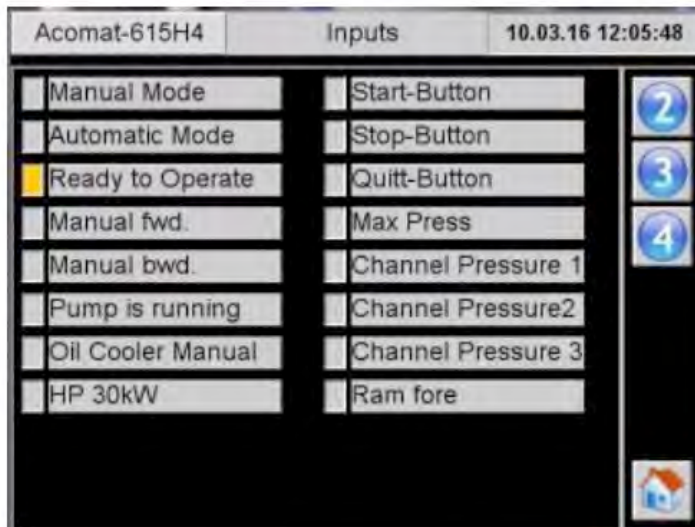 Acomat-615H4 Inputs 10.03.16 12:05:48
Manual Mode
Automatic Mode
Ready to Operate
Manual fwd.
Manual bwd.
Pump is running
Oil Cooler Manual
HP 30kW
Start-Button
Stop-Button
Quitt-Button
Max Press
Channel Pressure 1
Channel Pressure2
Channel Pressure 3
Ram fore
2
3
4